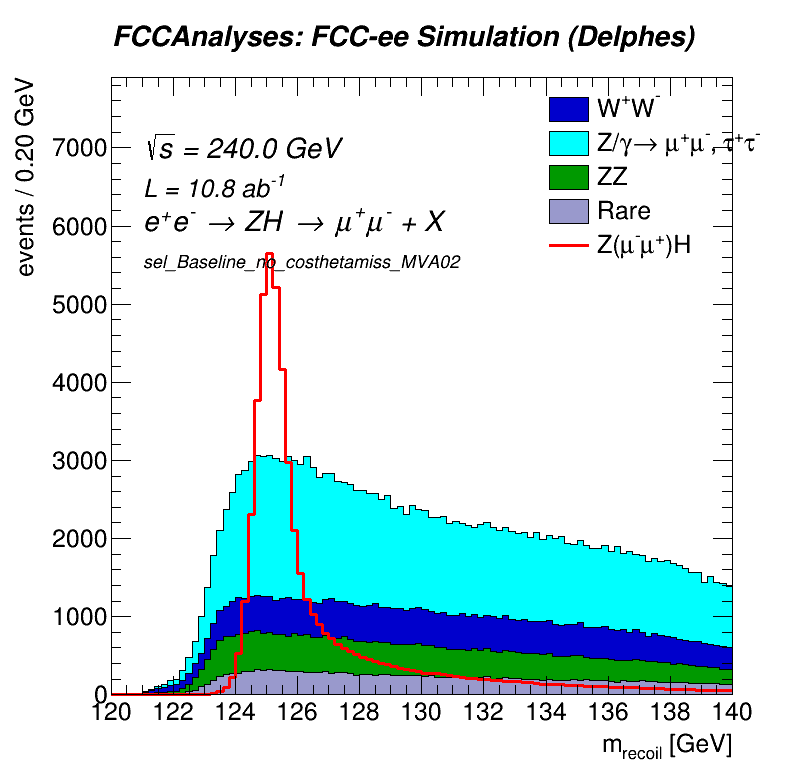 FCCAnalyses: FCC-ee Simulation (Delphes)
events / 0.20 GeV
√s = 240.0 GeV
L = 10.8 ab⁻¹
e⁺e⁻ → ZH → μ⁺μ⁻ + X
sel_Baseline_no_costhetamiss_MVA02
W⁺W⁻
Z/γ→ μ⁺μ⁻, τ⁺τ⁻
ZZ
Rare
Z(μ⁻μ⁺)H
7000
6000
5000
4000
3000
2000
1000
0
120 122 124 126 128 130 132 134 136 138 140
m_recoil [GeV]